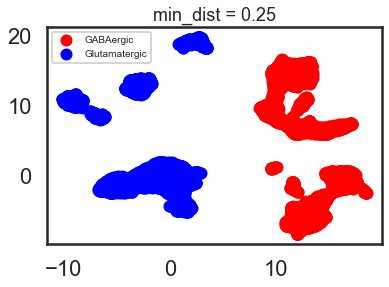 min_dist = 0.25
GABAergic
Glutamatergic
20
10
0
−10 0 10